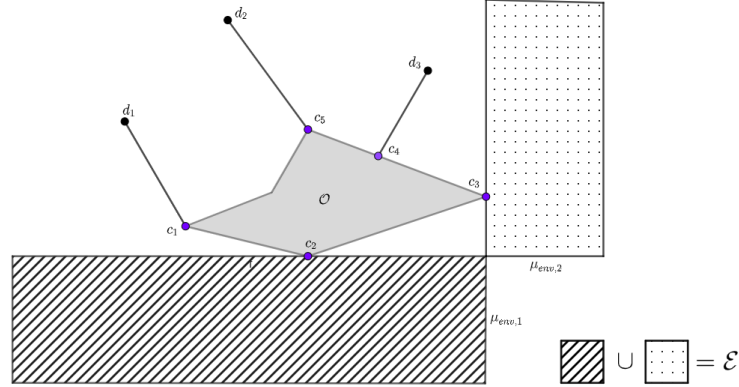 d₂
d₃
d₁
c₅
c₄
c₃
𝒪
c₁
c₂
μₑₙᵥ,₂
μₑₙᵥ,₁
∪ = ℰ